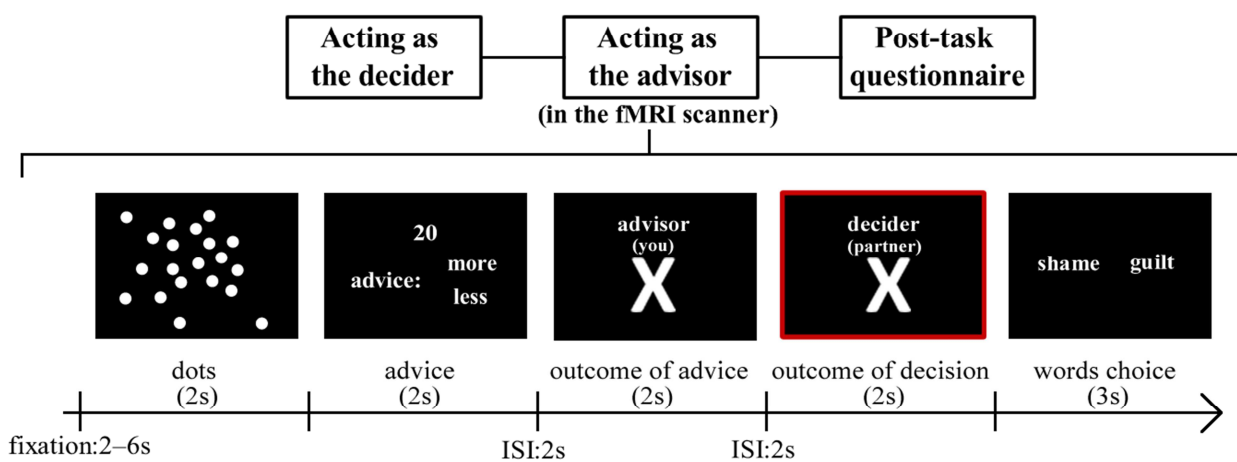 Acting as
the decider
Acting as
the advisor
Post-task
questionnaire
(in the fMRI scanner)
20
advice:
more
less
advisor
(you)
X
decider
(partner)
X
shame guilt
dots
(2s)
advice
(2s)
outcome of advice
(2s)
outcome of decision
(2s)
words choice
(3s)
fixation:2–6s
ISI:2s
ISI:2s